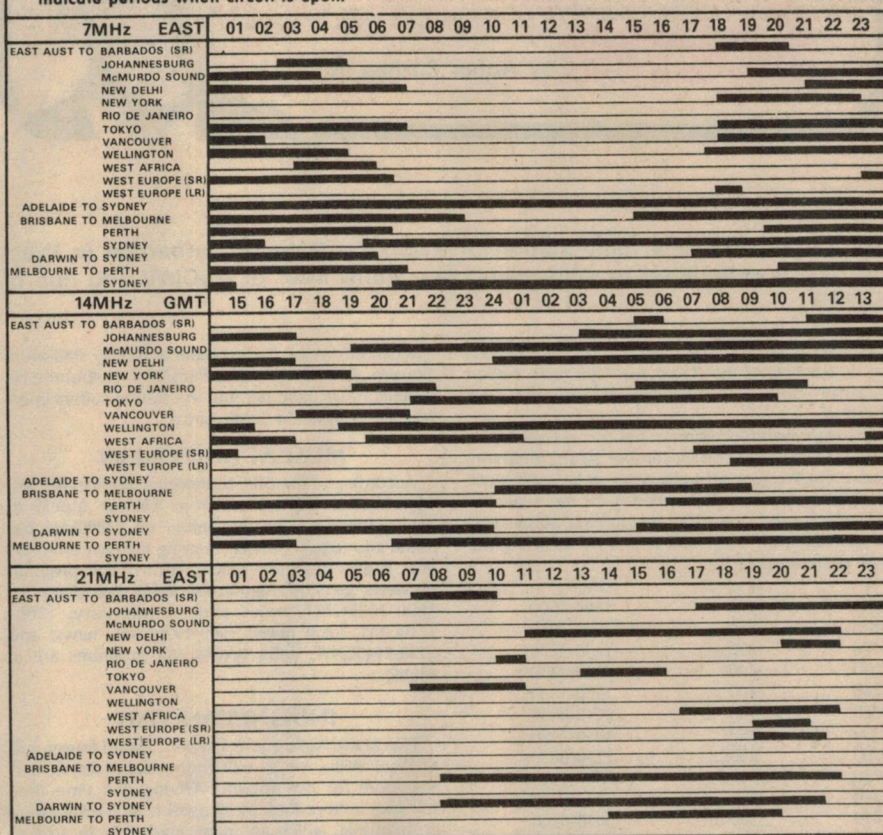 indicate periods when circuit is open.
7MHz EAST 01 02 03 04 05 06 07 08 09 10 11 12 13 14 15 16 17 18 19 20 21 22 23
EAST AUST TO BARBADOS (SR)
JOHANNESBURG
McMURDO SOUND
NEW DELHI
NEW YORK
RIO DE JANEIRO
TOKYO
VANCOUVER
WELLINGTON
WEST AFRICA
WEST EUROPE (SR)
WEST EUROPE (LR)
ADELAIDE TO SYDNEY
BRISBANE TO MELBOURNE
PERTH
SYDNEY
DARWIN TO SYDNEY
MELBOURNE TO PERTH
SYDNEY
14MHz GMT 15 16 17 18 19 20 21 22 23 24 01 02 03 04 05 06 07 08 09 10 11 12 13
EAST AUST TO BARBADOS (SR)
JOHANNESBURG
McMURDO SOUND
NEW DELHI
NEW YORK
RIO DE JANEIRO
TOKYO
VANCOUVER
WELLINGTON
WEST AFRICA
WEST EUROPE (SR)
WEST EUROPE (LR)
ADELAIDE TO SYDNEY
BRISBANE TO MELBOURNE
PERTH
SYDNEY
DARWIN TO SYDNEY
MELBOURNE TO PERTH
SYDNEY
21MHz EAST 01 02 03 04 05 06 07 08 09 10 11 12 13 14 15 16 17 18 19 20 21 22 23
EAST AUST TO BARBADOS (SR)
JOHANNESBURG
McMURDO SOUND
NEW DELHI
NEW YORK
RIO DE JANEIRO
TOKYO
VANCOUVER
WELLINGTON
WEST AFRICA
WEST EUROPE (SR)
WEST EUROPE (LR)
ADELAIDE TO SYDNEY
BRISBANE TO MELBOURNE
PERTH
SYDNEY
DARWIN TO SYDNEY
MELBOURNE TO PERTH
SYDNEY